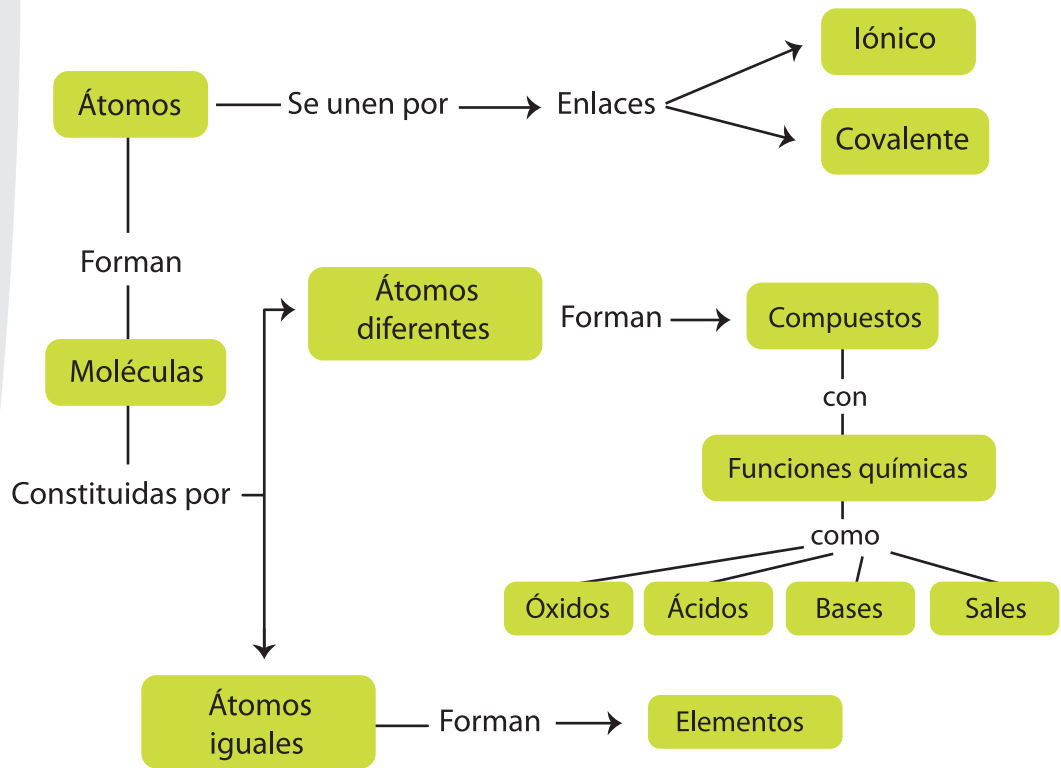 Átomos
Se unen por
Enlaces
Iónico
Covalente
Forman
Moléculas
Constituidas por
Átomos
diferentes
Forman
Compuestos
con
Funciones químicas
como
Óxidos
Ácidos
Bases
Sales
Átomos
iguales
Forman
Elementos